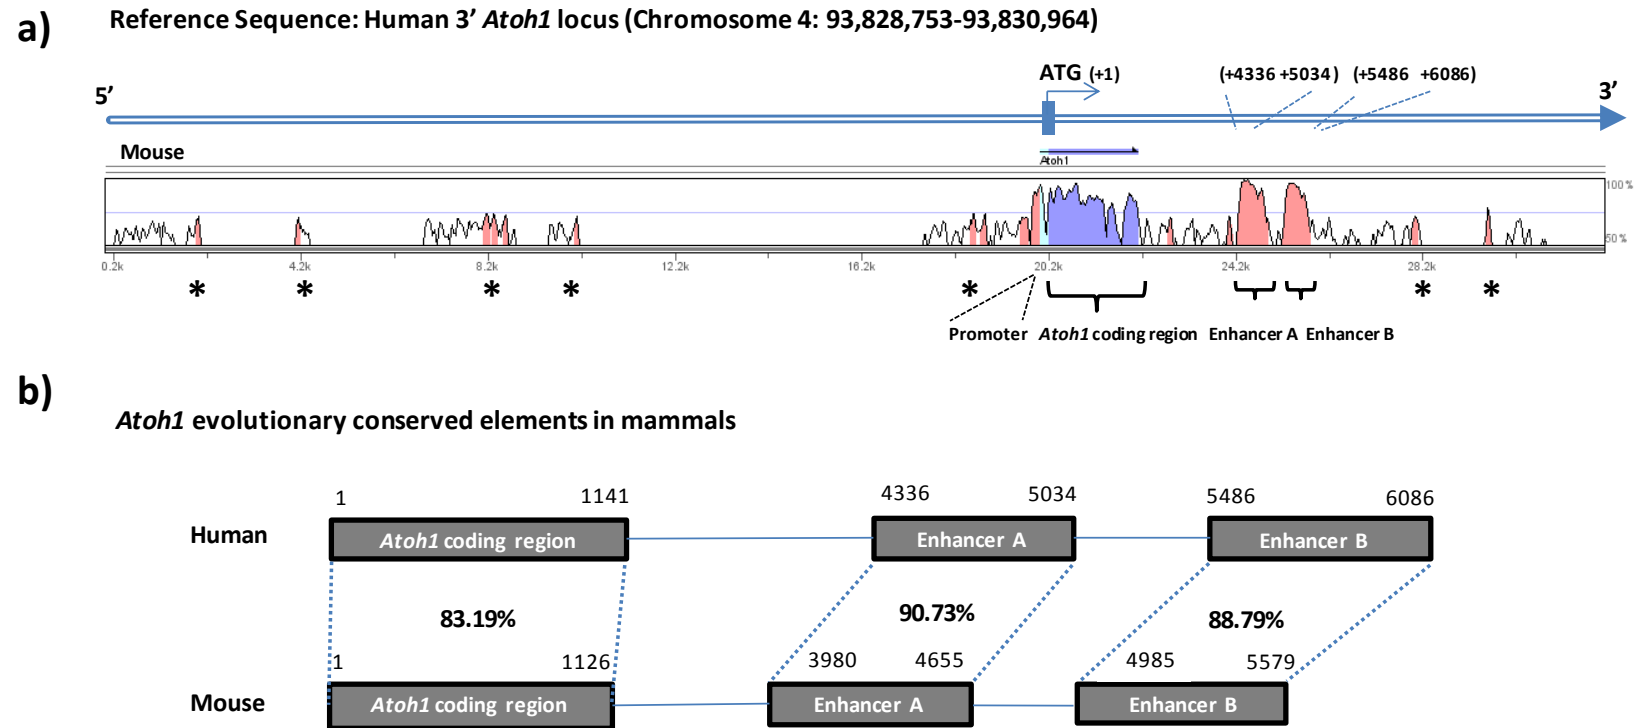 a)
Reference Sequence: Human 3’ Atoh1 locus (Chromosome 4: 93,828,753-93,830,964)
ATG (+1)
(+4336 +5034 ) (+5486 +6086)
5’
3’
Mouse
Atoh1
100%
50%
0.2k 4.2k 8.2k 12.2k 16.2k 20.2k 24.2k 28.2k
* * * * * * *
Promoter Atoh1 coding region Enhancer A Enhancer B
b)
Atoh1 evolutionary conserved elements in mammals
1 1141 4336 5034 5486 6086
Human Atoh1 coding region Enhancer A Enhancer B
83.19% 90.73% 88.79%
1 1126 3980 4655 4985 5579
Mouse Atoh1 coding region Enhancer A Enhancer B